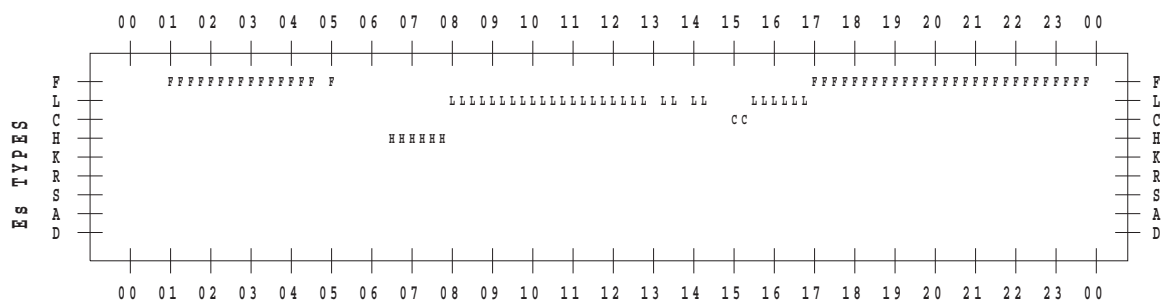 00 01 02 03 04 05 06 07 08 09 10 11 12 13 14 15 16 17 18 19 20 21 22 23 00
F FFFFFFFFFFFFFFF F FFFFFFFFFFFFFFFFFFFFFFFFFFFF F
L LLLLLLLLLLLLLLLLLLLL LL LL LLLLLL L
C CC C
H HHHHHH H
K K
R R
S S
A A
D D
Es TYPES
00 01 02 03 04 05 06 07 08 09 10 11 12 13 14 15 16 17 18 19 20 21 22 23 00